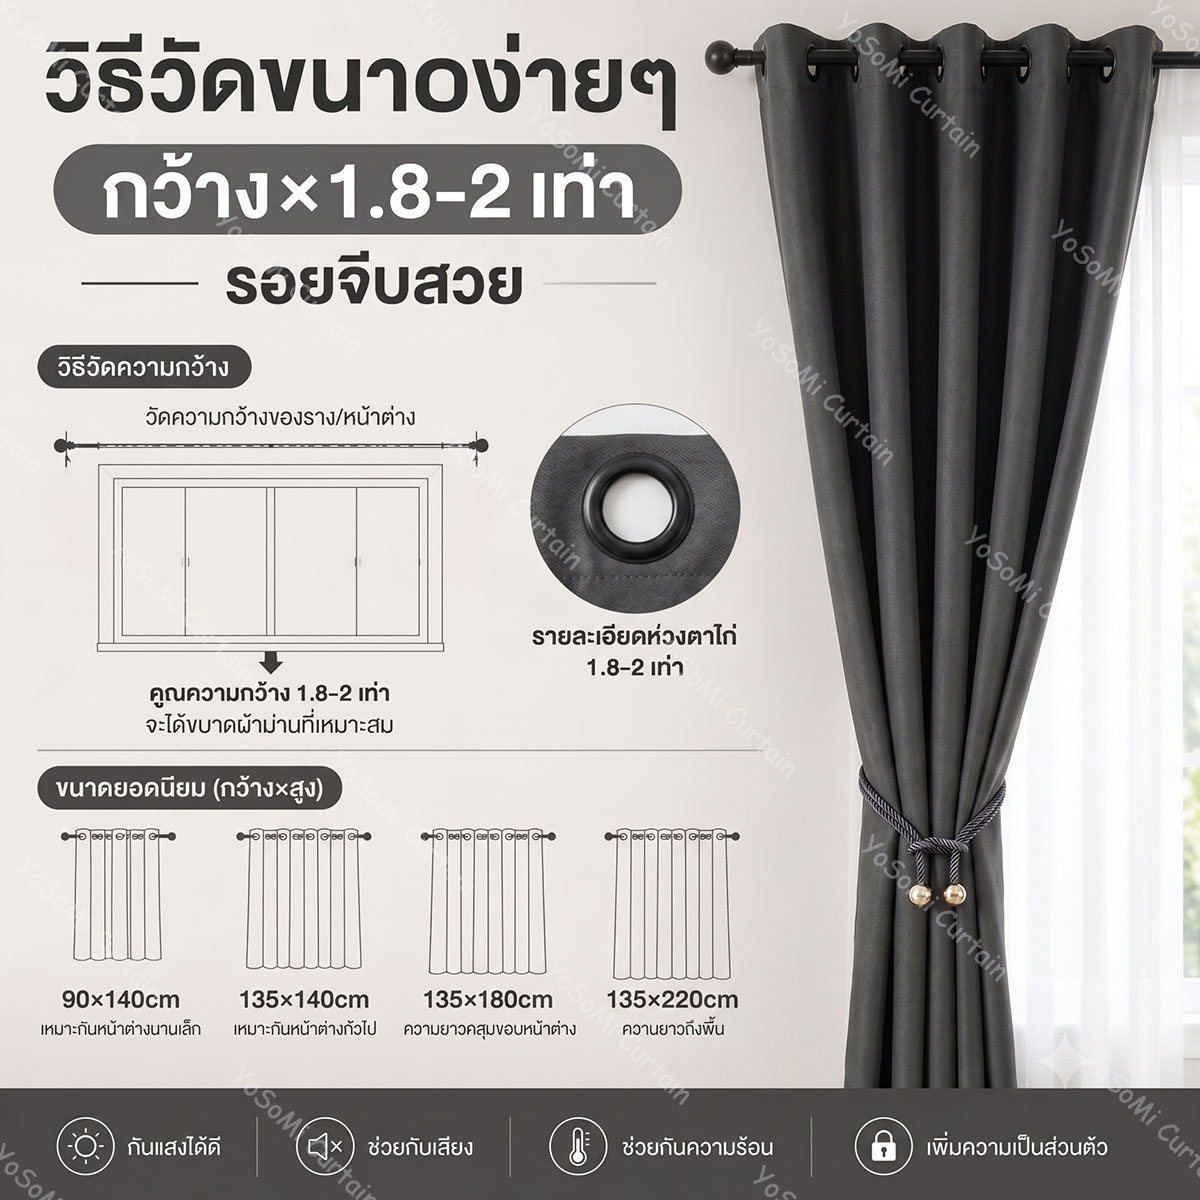 วิธีวัดขนาดง่ายๆ
กว้าง×1.8-2 เท่า
รอยจีบสวย
วิธีวัดความกว้าง
วัดความกว้างของราง/หน้าต่าง
รายละเอียดห่วงตาไก่
1.8-2 เท่า
คูณความกว้าง 1.8-2 เท่า
จะได้ขบาดผ้าม่านที่เหมาะสม
ขนาดยอดนิยม (กว้าง×สูง)
90×140cm
เหมาะกันหน้าต่างนานเล็ก
135×140cm
เหมาะกันหน้าต่างทัวไป
135×180cm
ความยาวคสุมขอบหน้าต่าง
135×220cm
ควานยาวถึงพื้น
กันแสงได้ดี
ช่วยกับเสียง
ช่วยกันความร้อน
เพิ่มความเป็นส่วนตัว
YoSoMi Curtain